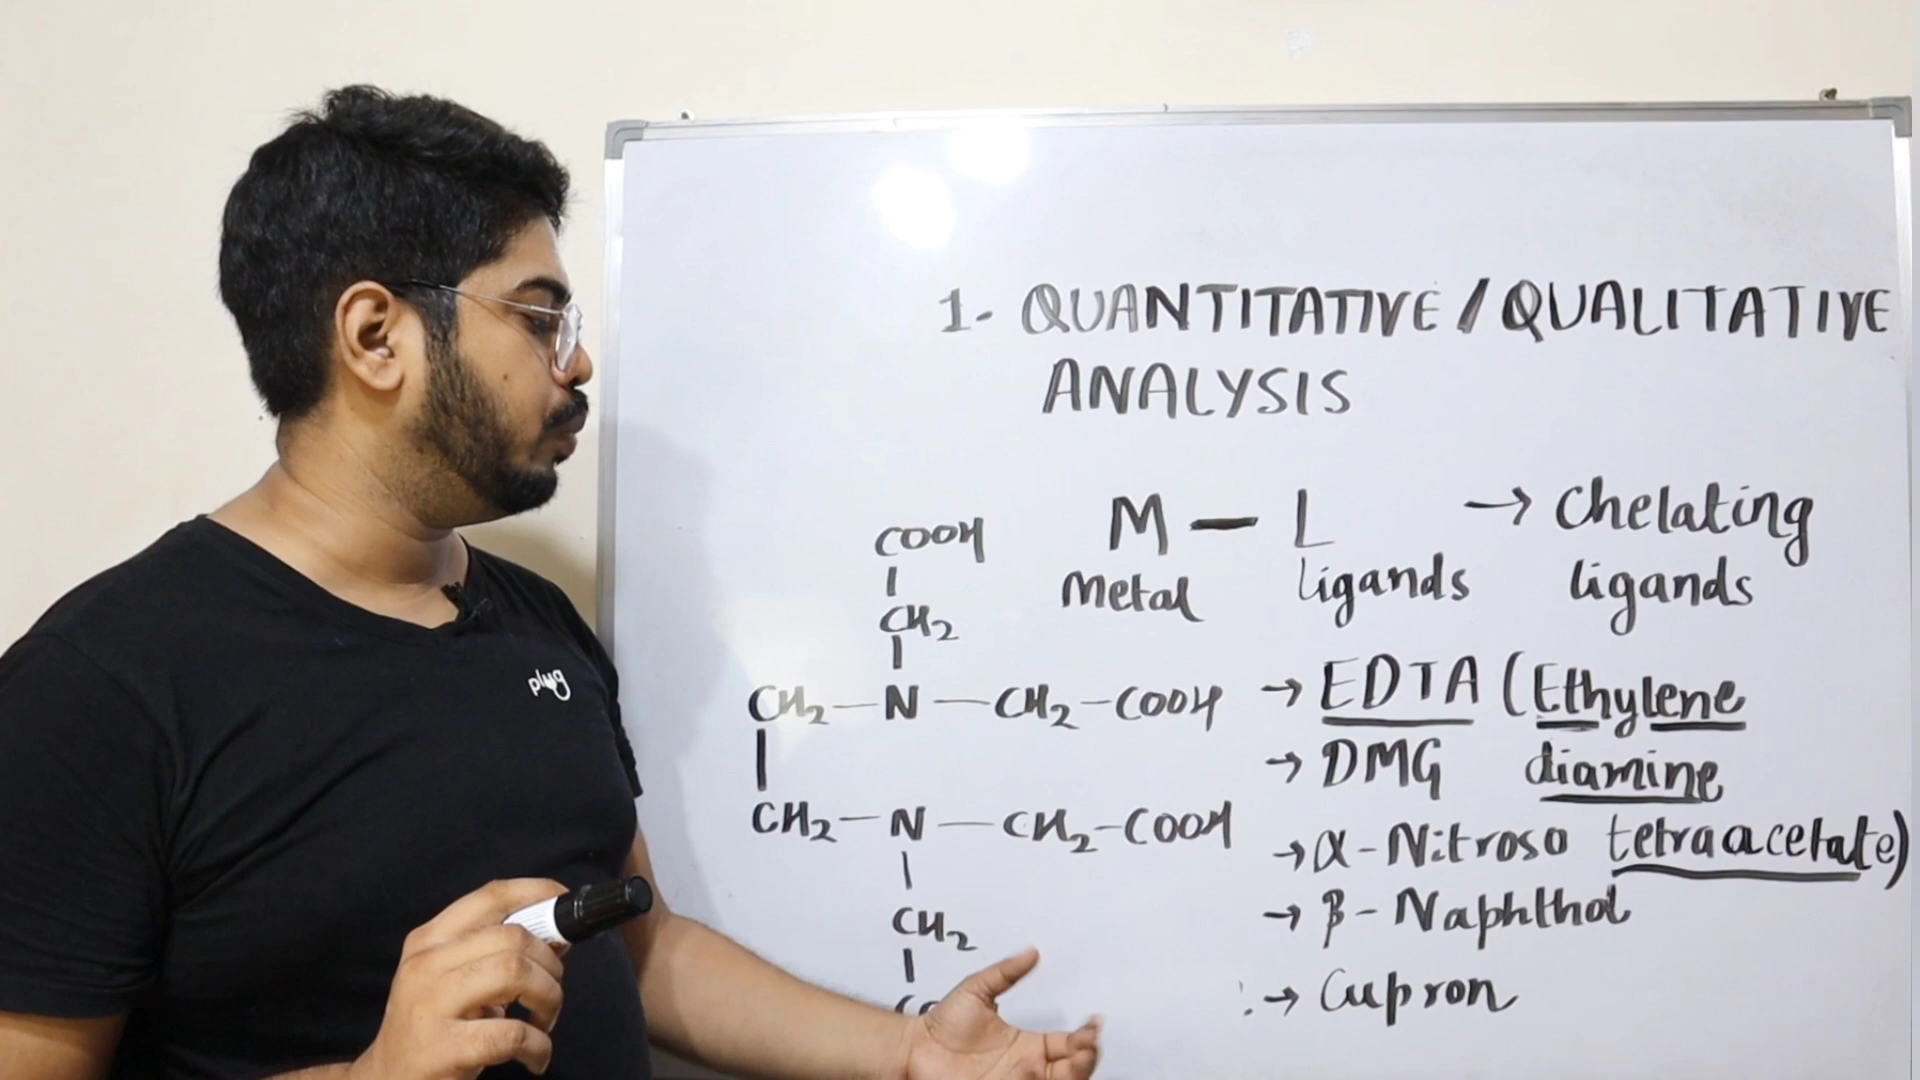 1. QUANTITATIVE / QUALITATIVE
ANALYSIS
M — L → Chelating
Metal ligands ligands
COOH
|
CH2
|
CH2 — N — CH2 - COOH
|
CH2 — N — CH2 - COOH
|
CH2
|
→ EDTA (Ethylene
→ DMG diamine
→ α - Nitroso tetraacetate)
→ β - Naphthol
→ Cupron
plug